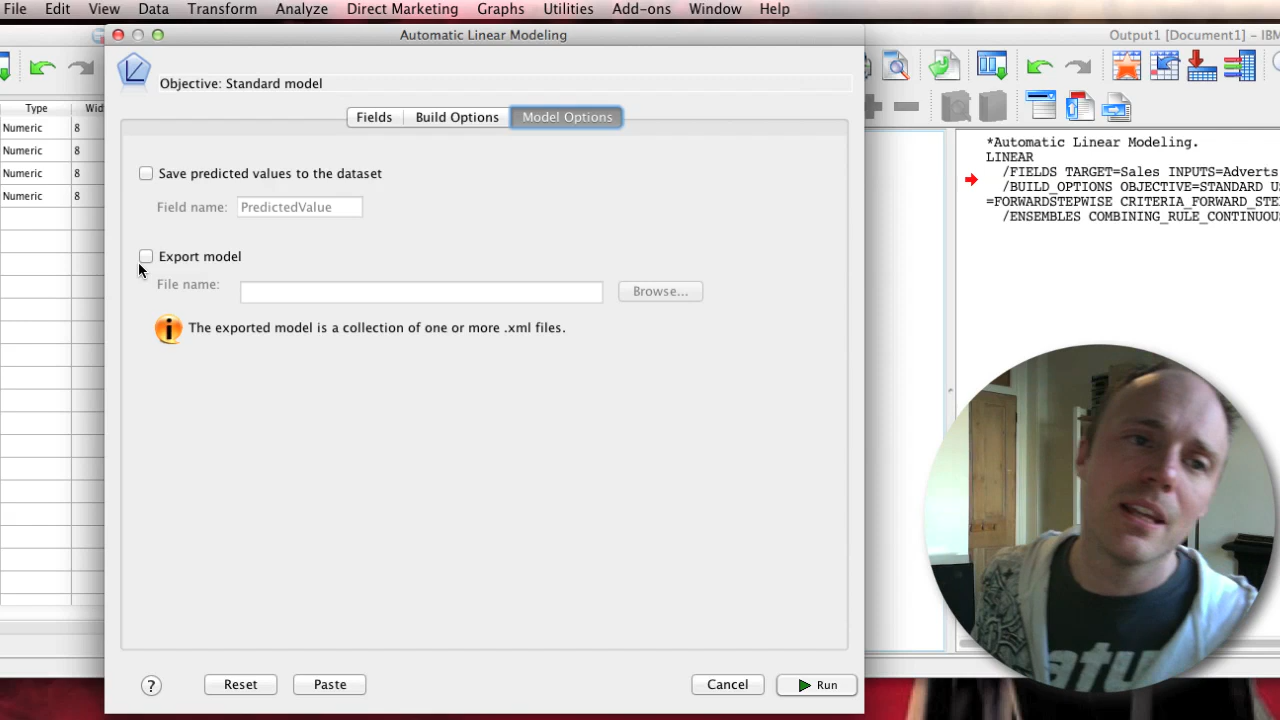 File Edit View Data Transform Analyze Direct Marketing Graphs Utilities Add-ons Window Help
Automatic Linear Modeling
Output1 [Document1] – IBM
Objective: Standard model
Type Wid
Numeric 8
Numeric 8
Numeric 8
Numeric 8
Fields Build Options Model Options
Save predicted values to the dataset
Field name: PredictedValue
Export model
File name: Browse...
The exported model is a collection of one or more .xml files.
*Automatic Linear Modeling.
LINEAR
/FIELDS TARGET=Sales INPUTS=Adverts
/BUILD_OPTIONS OBJECTIVE=STANDARD U
=FORWARDSTEPWISE CRITERIA_FORWARD_STE
/ENSEMBLES COMBINING_RULE_CONTINUOU
? Reset Paste Cancel Run